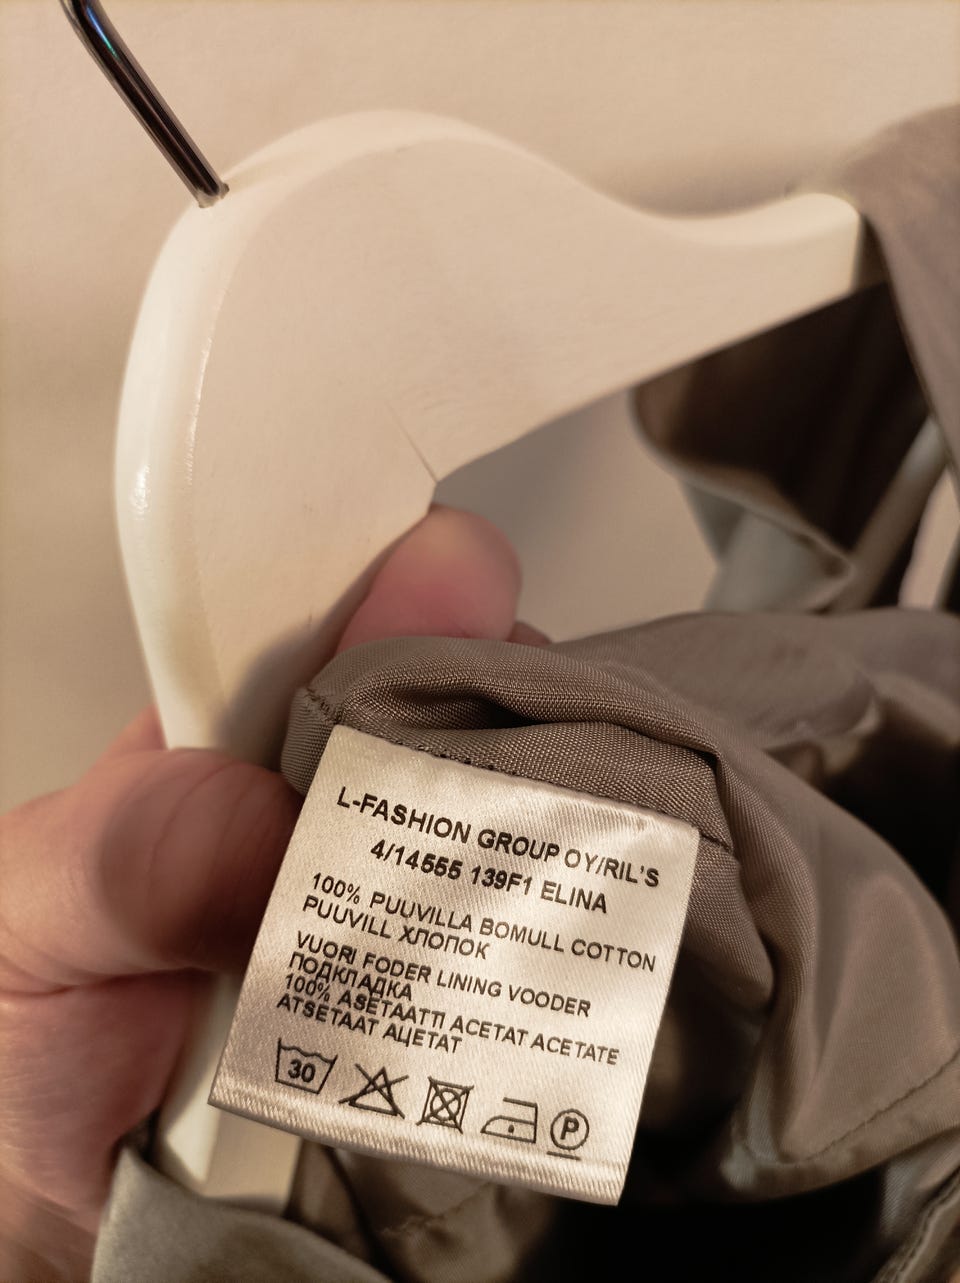 L-FASHION GROUP OY/RIL'S
4/14555 139F1 ELINA
100% PUUVILLA BOMULL COTTON
PUUVILL ХЛОПОК
VUORI FODER LINING VOODER
ПОДКЛАДКА
100% ASETAATTI ACETAT ACETATE
ATSETAAT АЦЕТАТ
30 P